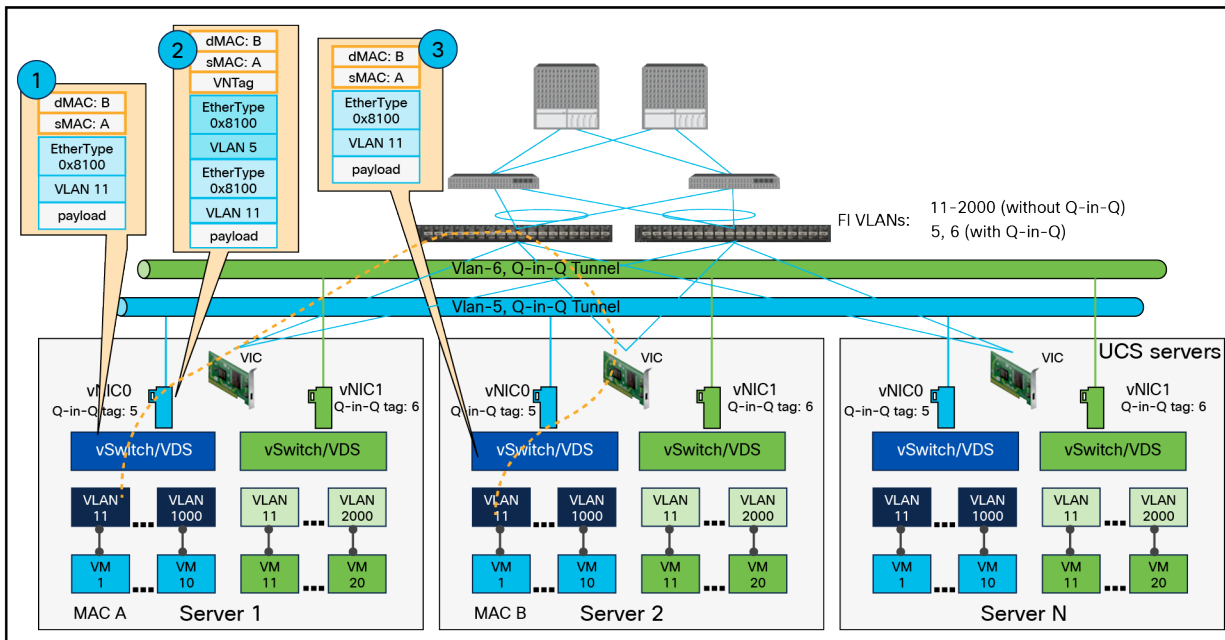 1
dMAC: B
sMAC: A
EtherType
0x8100
VLAN 11
payload
2
dMAC: B
sMAC: A
VNTag
EtherType
0x8100
VLAN 5
EtherType
0x8100
VLAN 11
payload
3
dMAC: B
sMAC: A
EtherType
0x8100
VLAN 11
payload
FI VLANs:
11-2000 (without Q-in-Q)
5, 6 (with Q-in-Q)
Vlan-6, Q-in-Q Tunnel
Vlan-5, Q-in-Q Tunnel
UCS servers
VIC
vNIC0
Q-in-Q tag: 5
vNIC1
Q-in-Q tag: 6
vSwitch/VDS
vSwitch/VDS
VLAN
11
...
VLAN
1000
VLAN
11
...
VLAN
2000
VM
1
...
VM
10
VM
11
...
VM
20
MAC A
Server 1
VIC
vNIC0
Q-in-Q tag: 5
vNIC1
Q-in-Q tag: 6
vSwitch/VDS
vSwitch/VDS
VLAN
11
...
VLAN
1000
VLAN
11
...
VLAN
2000
VM
1
...
VM
10
VM
11
...
VM
20
MAC B
Server 2
VIC
vNIC0
Q-in-Q tag: 5
vNIC1
Q-in-Q tag: 6
vSwitch/VDS
vSwitch/VDS
VLAN
11
...
VLAN
1000
VLAN
11
...
VLAN
2000
VM
1
...
VM
10
VM
11
...
VM
20
Server N